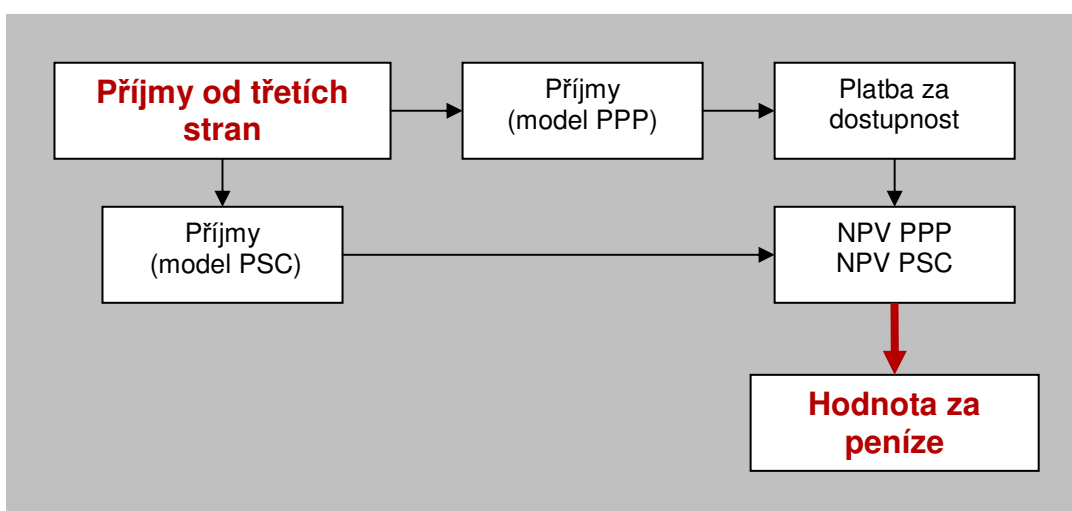 Příjmy od třetích
stran
Příjmy
(model PPP)
Platba za
dostupnost
Příjmy
(model PSC)
NPV PPP
NPV PSC
Hodnota za
peníze